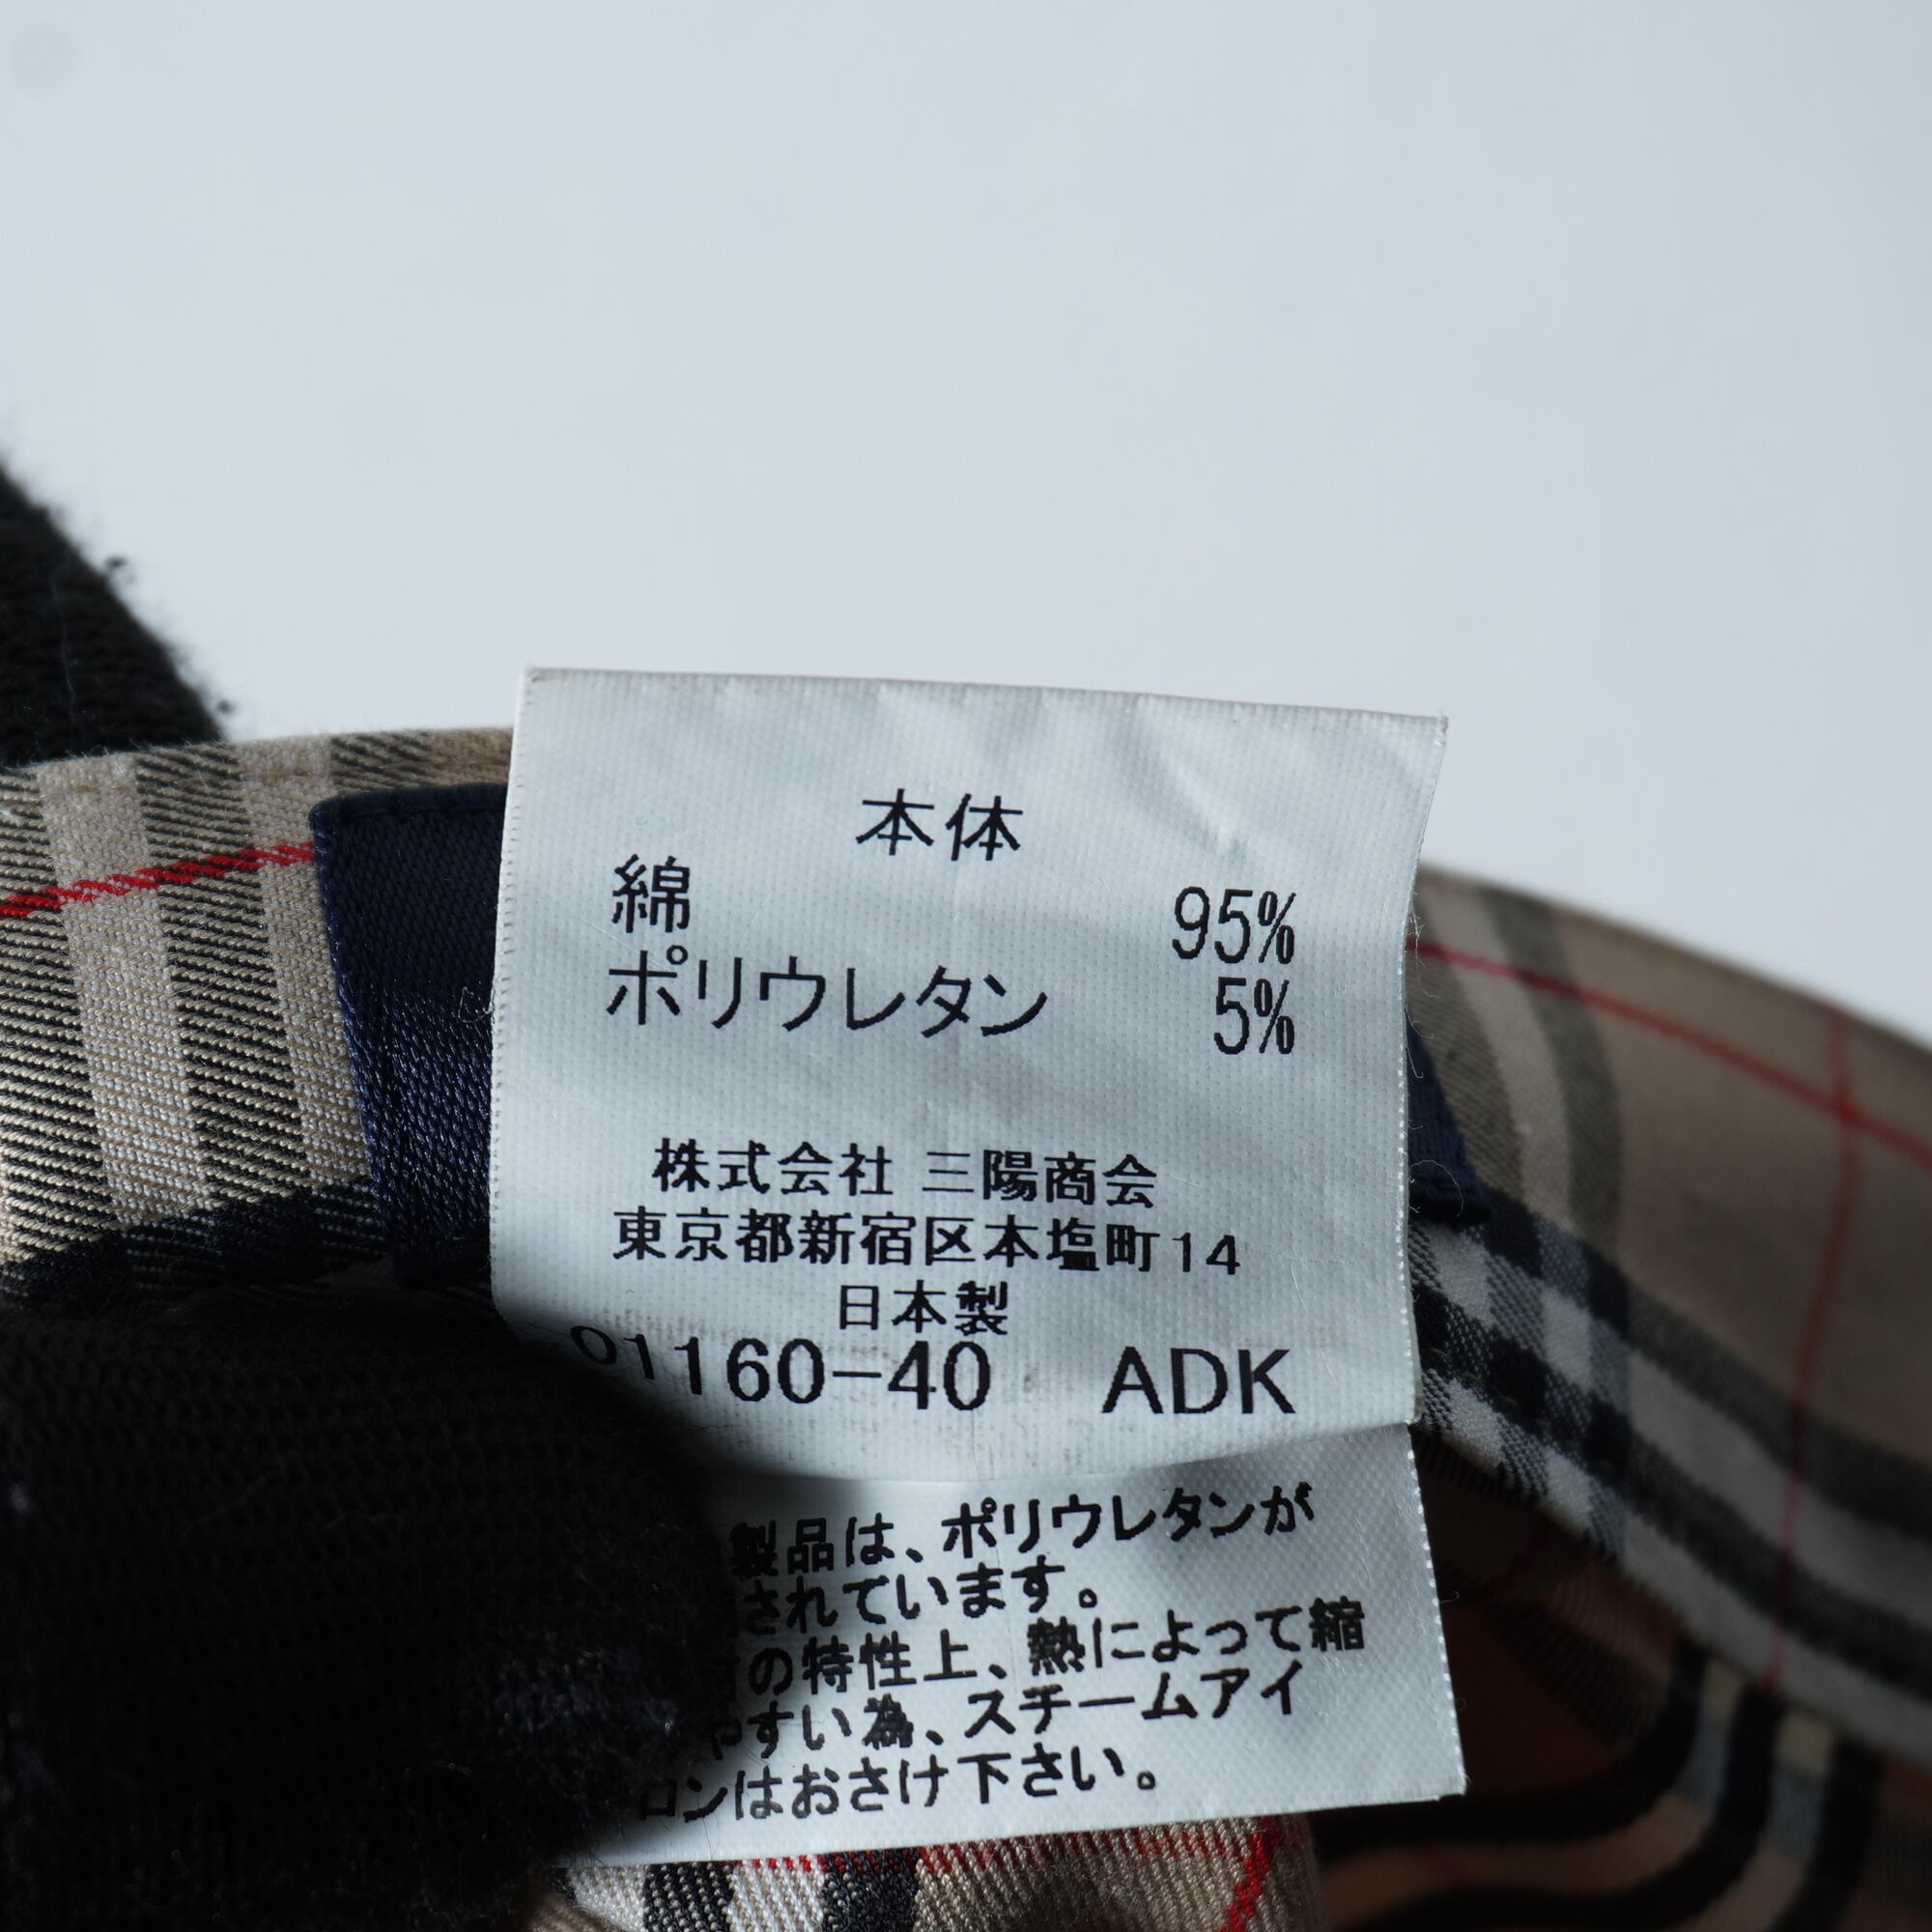 本体
綿 95%
ポリウレタン 5%
株式会社 三陽商会
東京都新宿区本塩町14
日本製
01160-40 ADK
製品は、ポリウレタンが
されています。
の特性上、熱によって縮
やすい為、スチームアイ
ロンはおさけ下さい。